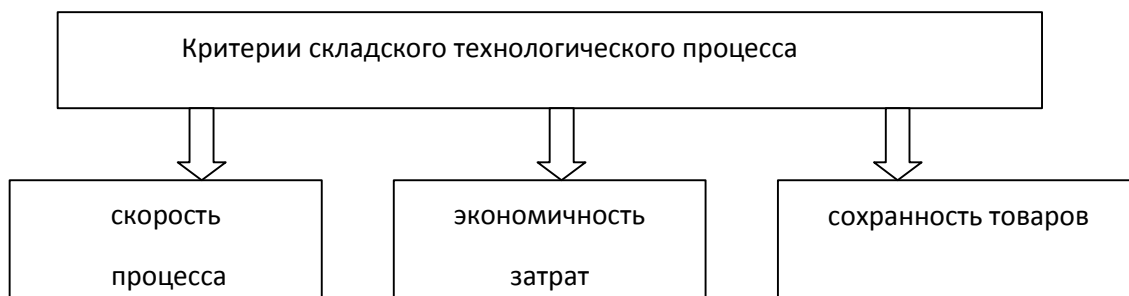 Критерии складского технологического процесса
скорость
процесса
экономичность
затрат
сохранность товаров